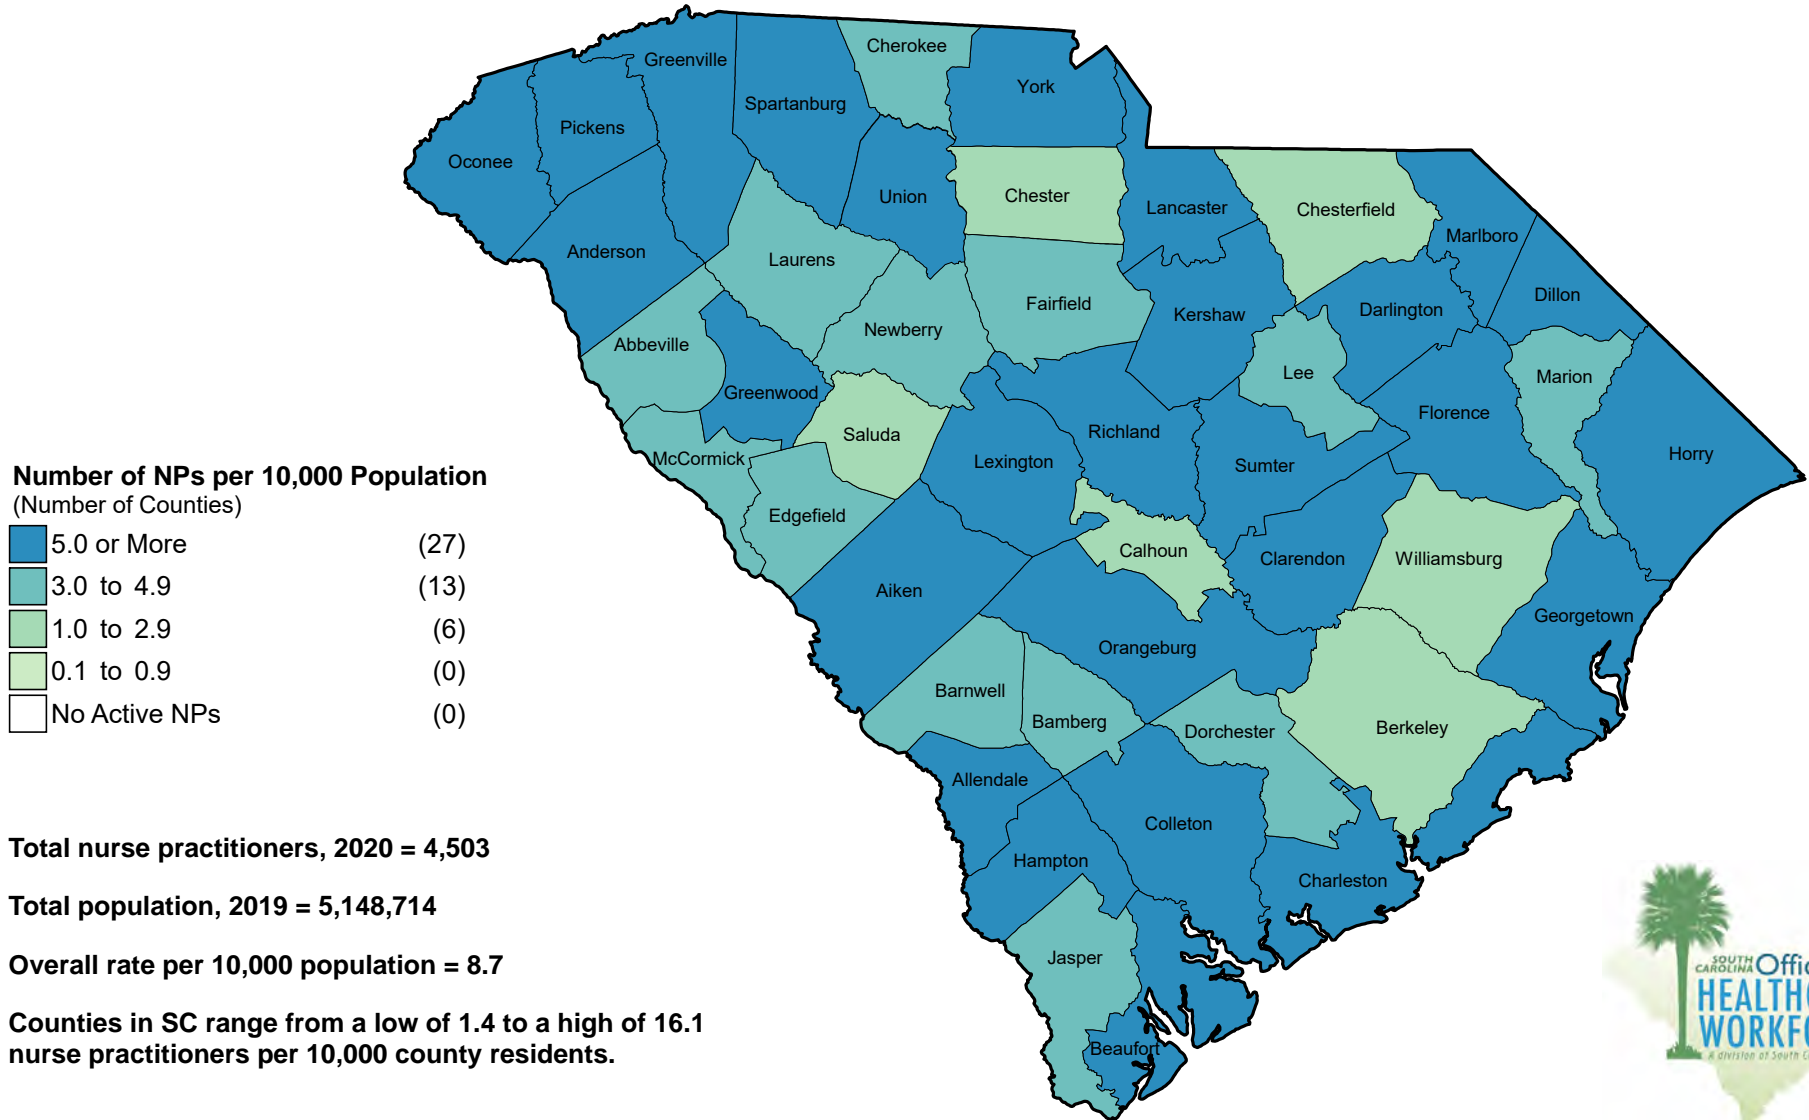 Cherokee
Greenville
York
Spartanburg
Pickens
Oconee
Union
Chester
Lancaster
Chesterfield
Marlboro
Anderson
Laurens
Fairfield
Dillon
Kershaw
Darlington
Newberry
Abbeville
Lee
Marion
Greenwood
Florence
Saluda
Richland
Horry
McCormick
Lexington
Sumter
Edgefield
Calhoun
Clarendon
Williamsburg
Aiken
Georgetown
Orangeburg
Barnwell
Bamberg
Dorchester
Berkeley
Allendale
Colleton
Hampton
Charleston
Jasper
Beaufort
Number of NPs per 10,000 Population
(Number of Counties)
5.0 or More (27)
3.0 to 4.9 (13)
1.0 to 2.9 (6)
0.1 to 0.9 (0)
No Active NPs (0)
Total nurse practitioners, 2020 = 4,503
Total population, 2019 = 5,148,714
Overall rate per 10,000 population = 8.7
Counties in SC range from a low of 1.4 to a high of 16.1
nurse practitioners per 10,000 county residents.
SOUTH
CAROLINA
A division of South